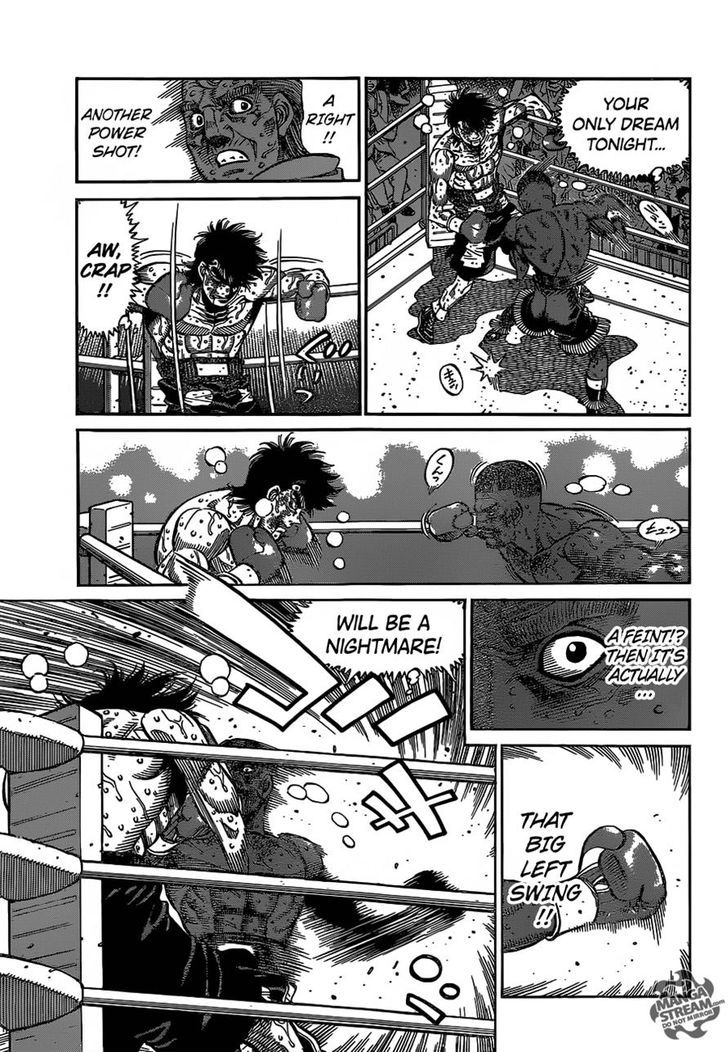 YOUR
ONLY DREAM
TONIGHT...
A
RIGHT
!!
ANOTHER
POWER
SHOT!
AW,
CRAP
!!
A FEINT!?
THEN IT'S
ACTUALLY
...
WILL BE A
NIGHTMARE!
THAT
BIG
LEFT
SWING
!!
MANGA
STREAM.COM
DO NOT MIRROR